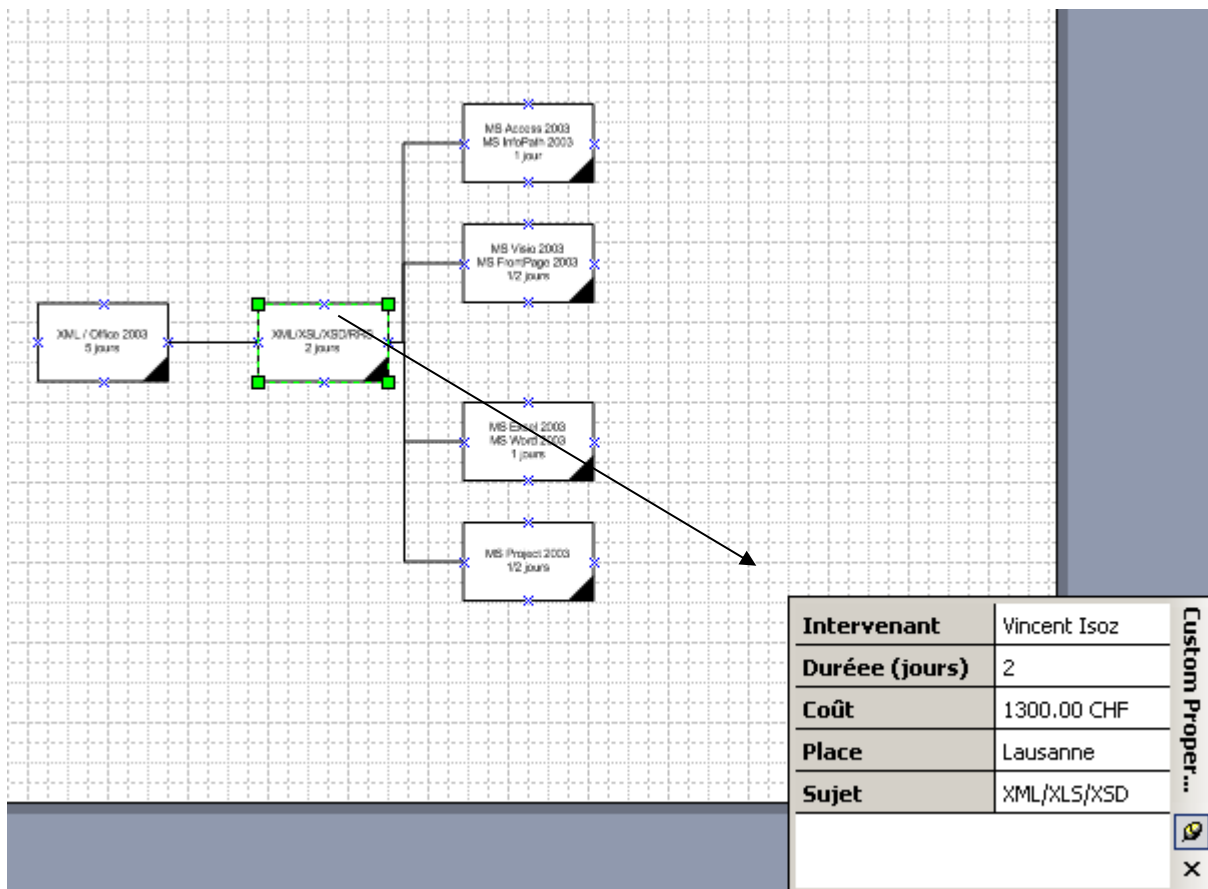 MS Access 2003
MS InfoPath 2003
1 jour
MS Visio 2003
MS FrontPage 2003
1/2 jours
XML / Office 2003
5 jours
XML/XSL/XSD/RRS
2 jours
MS Excel 2003
MS Word 2003
1 jours
MS Project 2003
1/2 jours
Intervenant Vincent Isoz
Duréee (jours) 2
Coût 1300.00 CHF
Place Lausanne
Sujet XML/XLS/XSD
Custom Proper...